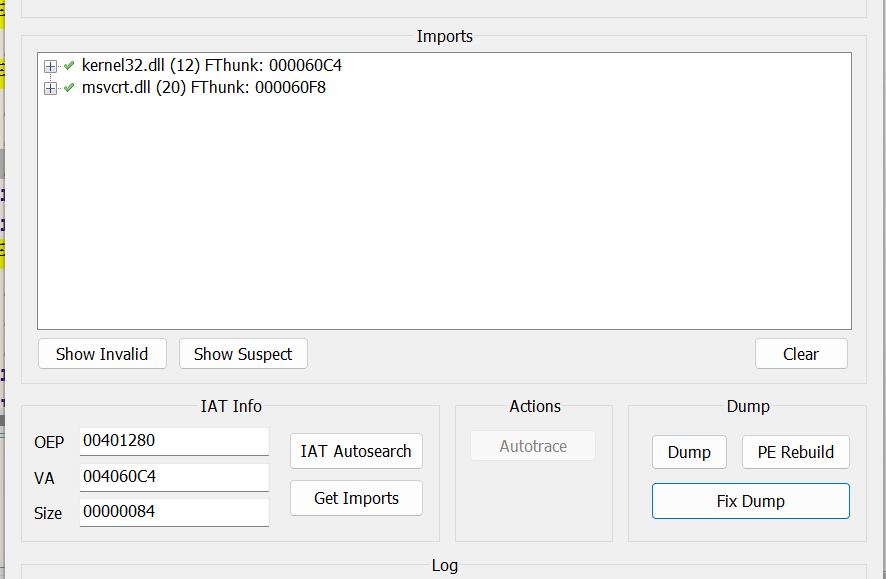 Imports
kernel32.dll (12) FThunk: 000060C4
msvcrt.dll (20) FThunk: 000060F8
Show Invalid Show Suspect Clear
IAT Info Actions Dump
OEP 00401280 IAT Autosearch Autotrace Dump PE Rebuild
VA 004060C4
Size 00000084 Get Imports Fix Dump
Log